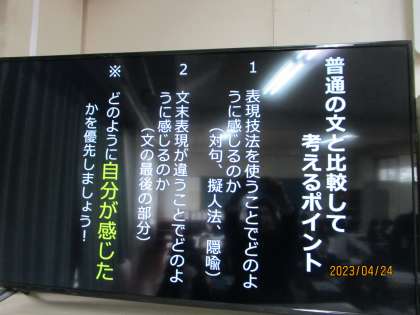 普通の文と比較して
考えるポイント
1 表現技法を使うことでどのよ
うに感じるのか
(対句、擬人法、隠喩)
2 文末表現が違うことでどのよ
うに感じるのか
(文の最後の部分)
※ どのように自分が感じた
かを優先しましょう!
2023/04/24